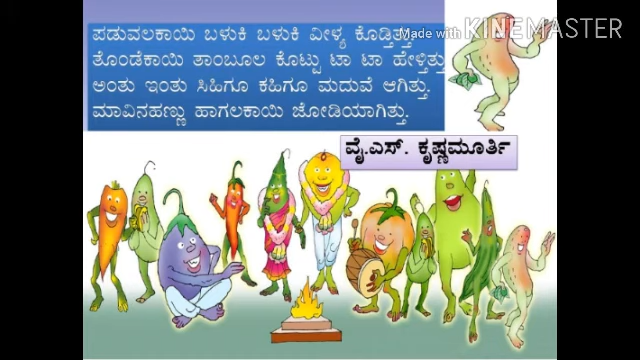 ಪಡುವಲಕಾಯಿ ಬಳುಕಿ ಬಳುಕಿ ವೀಳ್ಯ ಕೊಡ್ತಿತ್ತು
Made with KINEMASTER
ತೊಂಡೆಕಾಯಿ ತಾಂಬೂಲ ಕೊಟ್ಟು ಟಾ ಟಾ ಹೇಳ್ತಿತ್ತು
ಅಂತು ಇಂತು ಸಿಹಿಗೂ ಕಹಿಗೂ ಮದುವೆ ಆಗಿತ್ತು.
ಮಾವಿನಹಣ್ಣು ಹಾಗಲಕಾಯಿ ಜೋಡಿಯಾಗಿತ್ತು.
ವೈ.ಎಸ್. ಕೃಷ್ಣಮೂರ್ತಿ